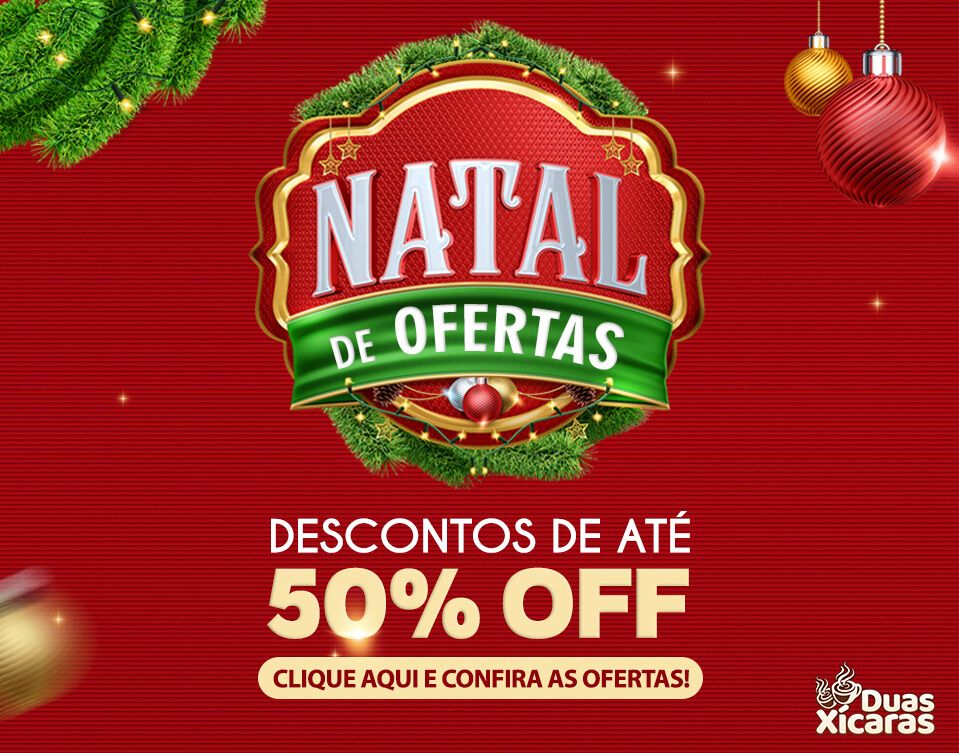 NATAL
DE OFERTAS
DESCONTOS DE ATÉ
50% OFF
CLIQUE AQUI E CONFIRA AS OFERTAS!
Duas
Xícaras